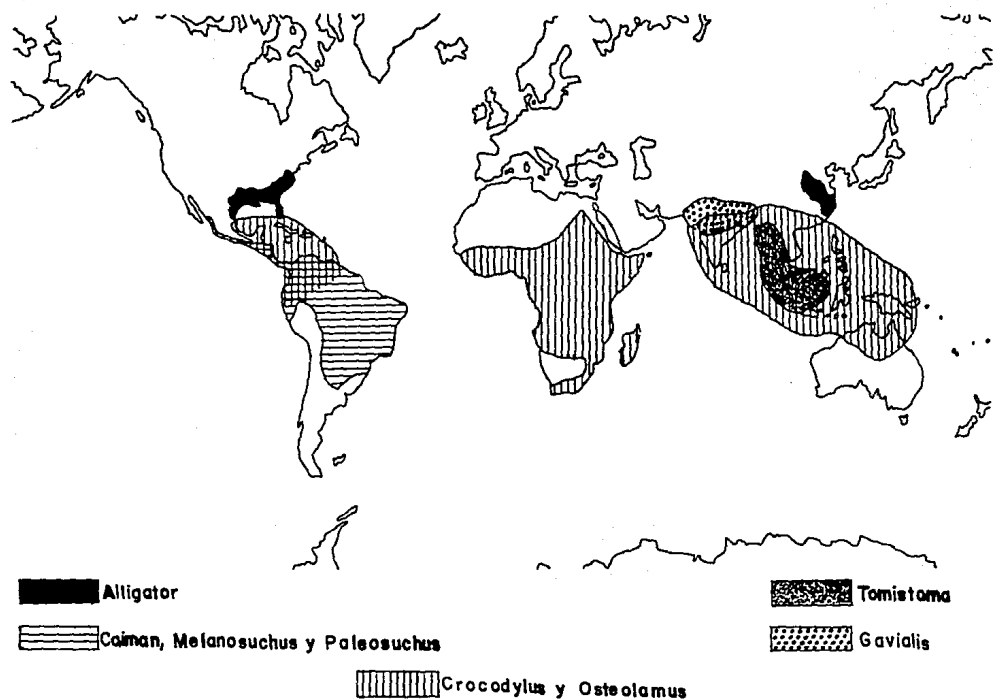 Alligator
Caiman, Melanosuchus y Paleosuchus
Crocodylus y Osteolamus
Tomistoma
Gavialis